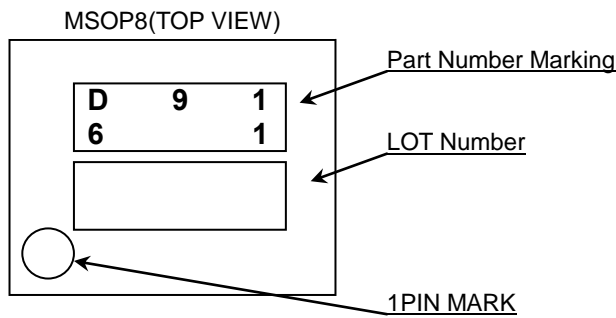 MSOP8(TOP VIEW)
Part Number Marking
D 9 1
6 1
LOT Number
1PIN MARK